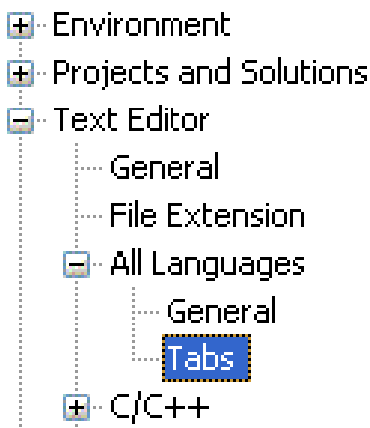 Environment
Projects and Solutions
Text Editor
General
File Extension
All Languages
General
Tabs
C/C++